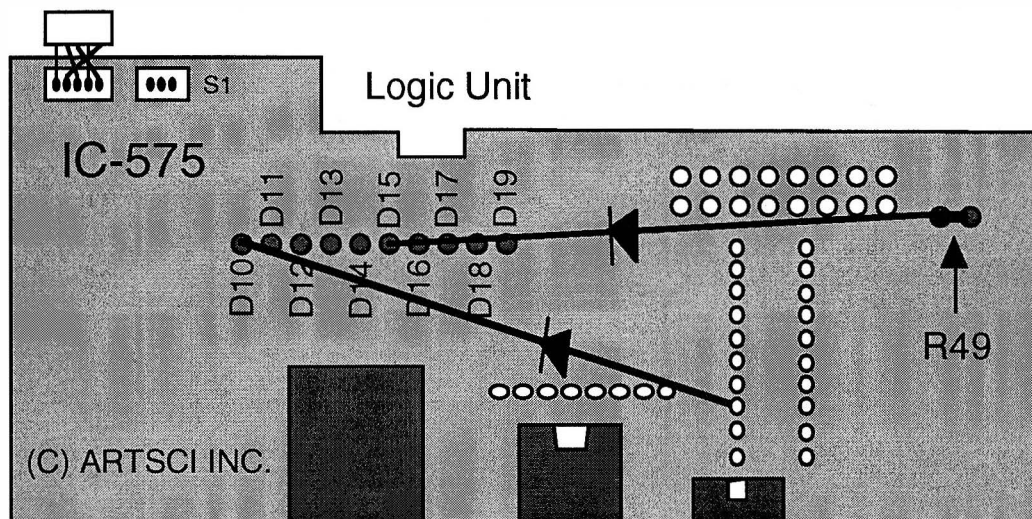 S1
Logic Unit
IC-575
D11
D13
D15
D17
D19
D10
D12
D14
D16
D18
R49
(C) ARTSCI INC.